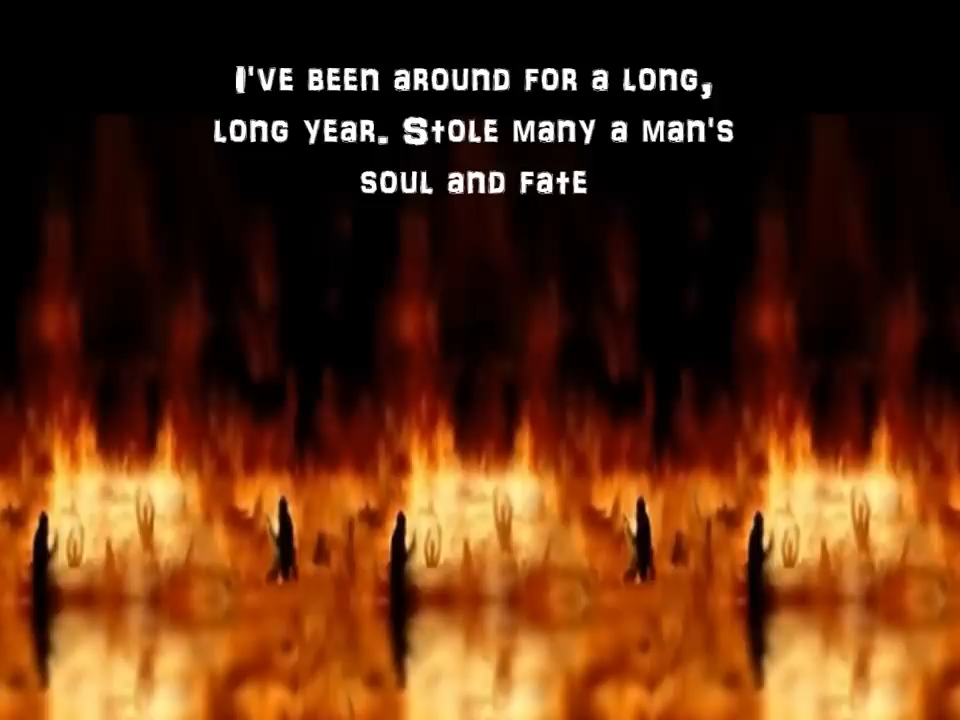 I've been around for a long,
long year. Stole many a man's
soul and fate